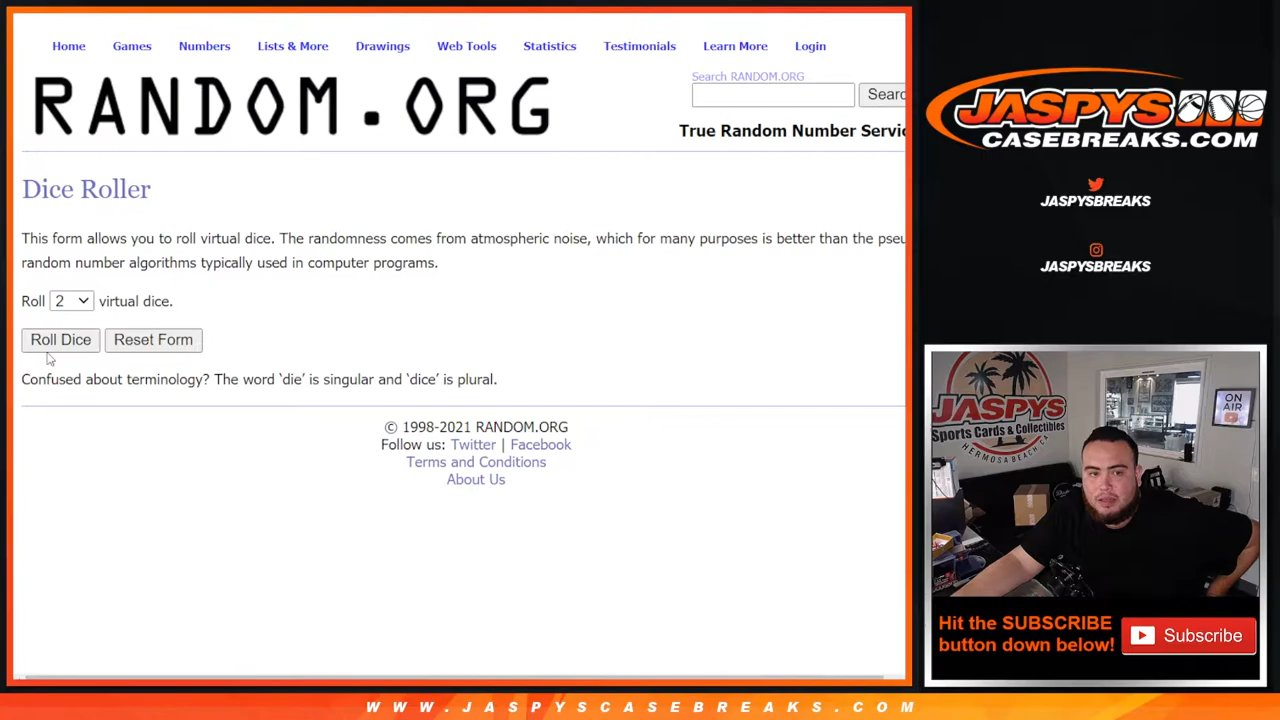 Home Games Numbers Lists & More Drawings Web Tools Statistics Testimonials Learn More Login
RANDOM.ORG
Search RANDOM.ORG
Searc
True Random Number Servic
Dice Roller
This form allows you to roll virtual dice. The randomness comes from atmospheric noise, which for many purposes is better than the pseu
random number algorithms typically used in computer programs.
Roll 2 virtual dice.
Roll Dice Reset Form
Confused about terminology? The word ‘die’ is singular and ‘dice’ is plural.
© 1998-2021 RANDOM.ORG
Follow us: Twitter | Facebook
Terms and Conditions
About Us
JASPYS
CASEBREAKS.COM
JASPYSBREAKS
JASPYSBREAKS
JASPYS
Sports Cards & Collectibles
HERMOSA BEACH, CA
ON
AIR
Hit the SUBSCRIBE
button down below!
Subscribe
WWW.JASPYSCASEBREAKS.COM